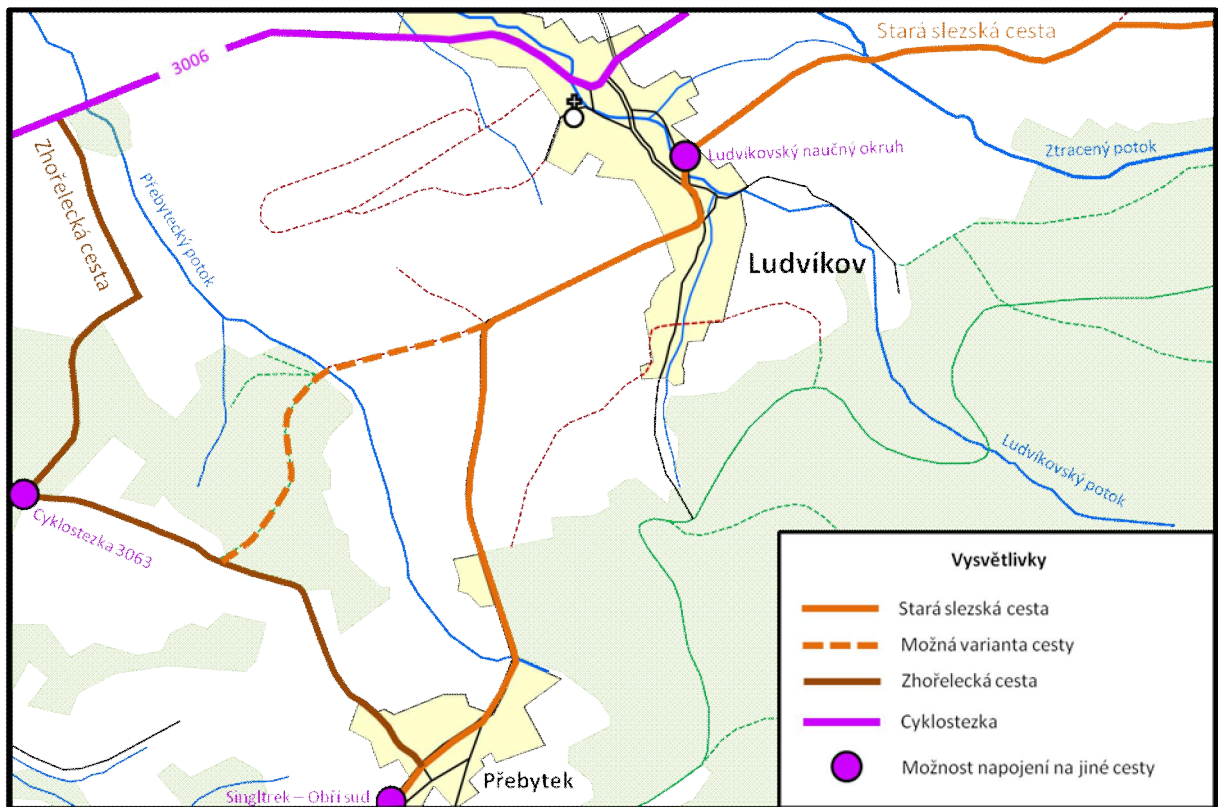 Stará slezská cesta
3006
Ludvíkovský naučný okruh
Ztracený potok
Zhořelecká cesta
Přebytecký potok
Ludvíkov
Ludvíkovský potok
Cyklostezka 3063
Přebytek
Singltrek – Obří sud
Vysvětlivky
Stará slezská cesta
Možná varianta cesty
Zhořelecká cesta
Cyklostezka
Možnost napojení na jiné cesty